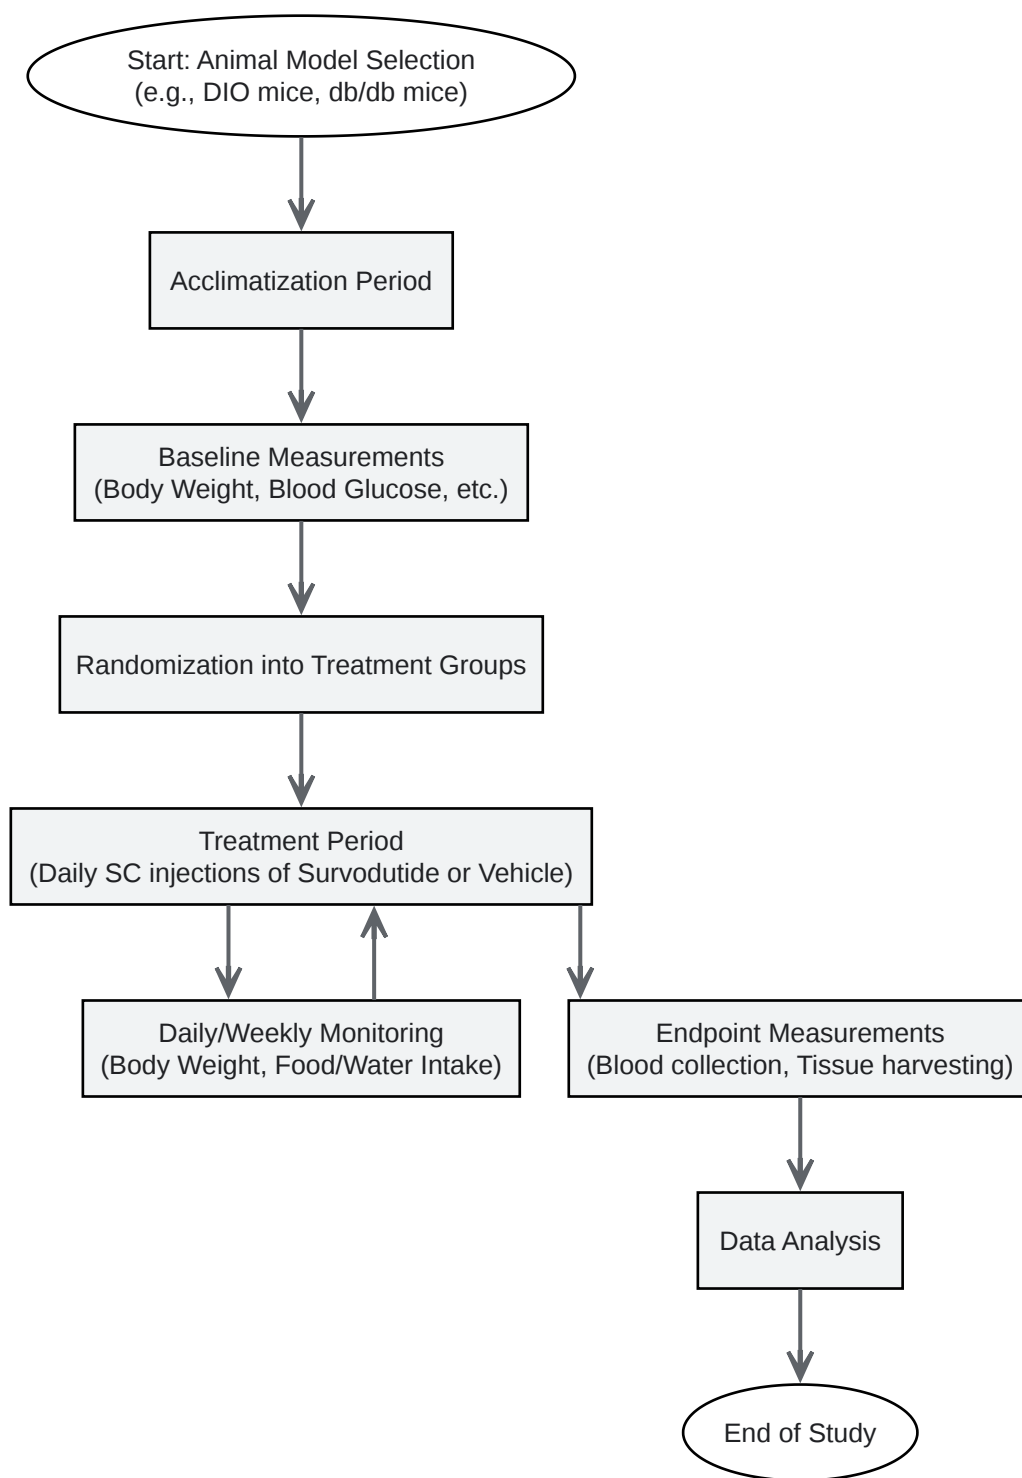 Start: Animal Model Selection
(e.g., DIO mice, db/db mice)
Acclimatization Period
Baseline Measurements
(Body Weight, Blood Glucose, etc.)
Randomization into Treatment Groups
Treatment Period
(Daily SC injections of Survodutide or Vehicle)
Daily/Weekly Monitoring
(Body Weight, Food/Water Intake)
Endpoint Measurements
(Blood collection, Tissue harvesting)
Data Analysis
End of Study